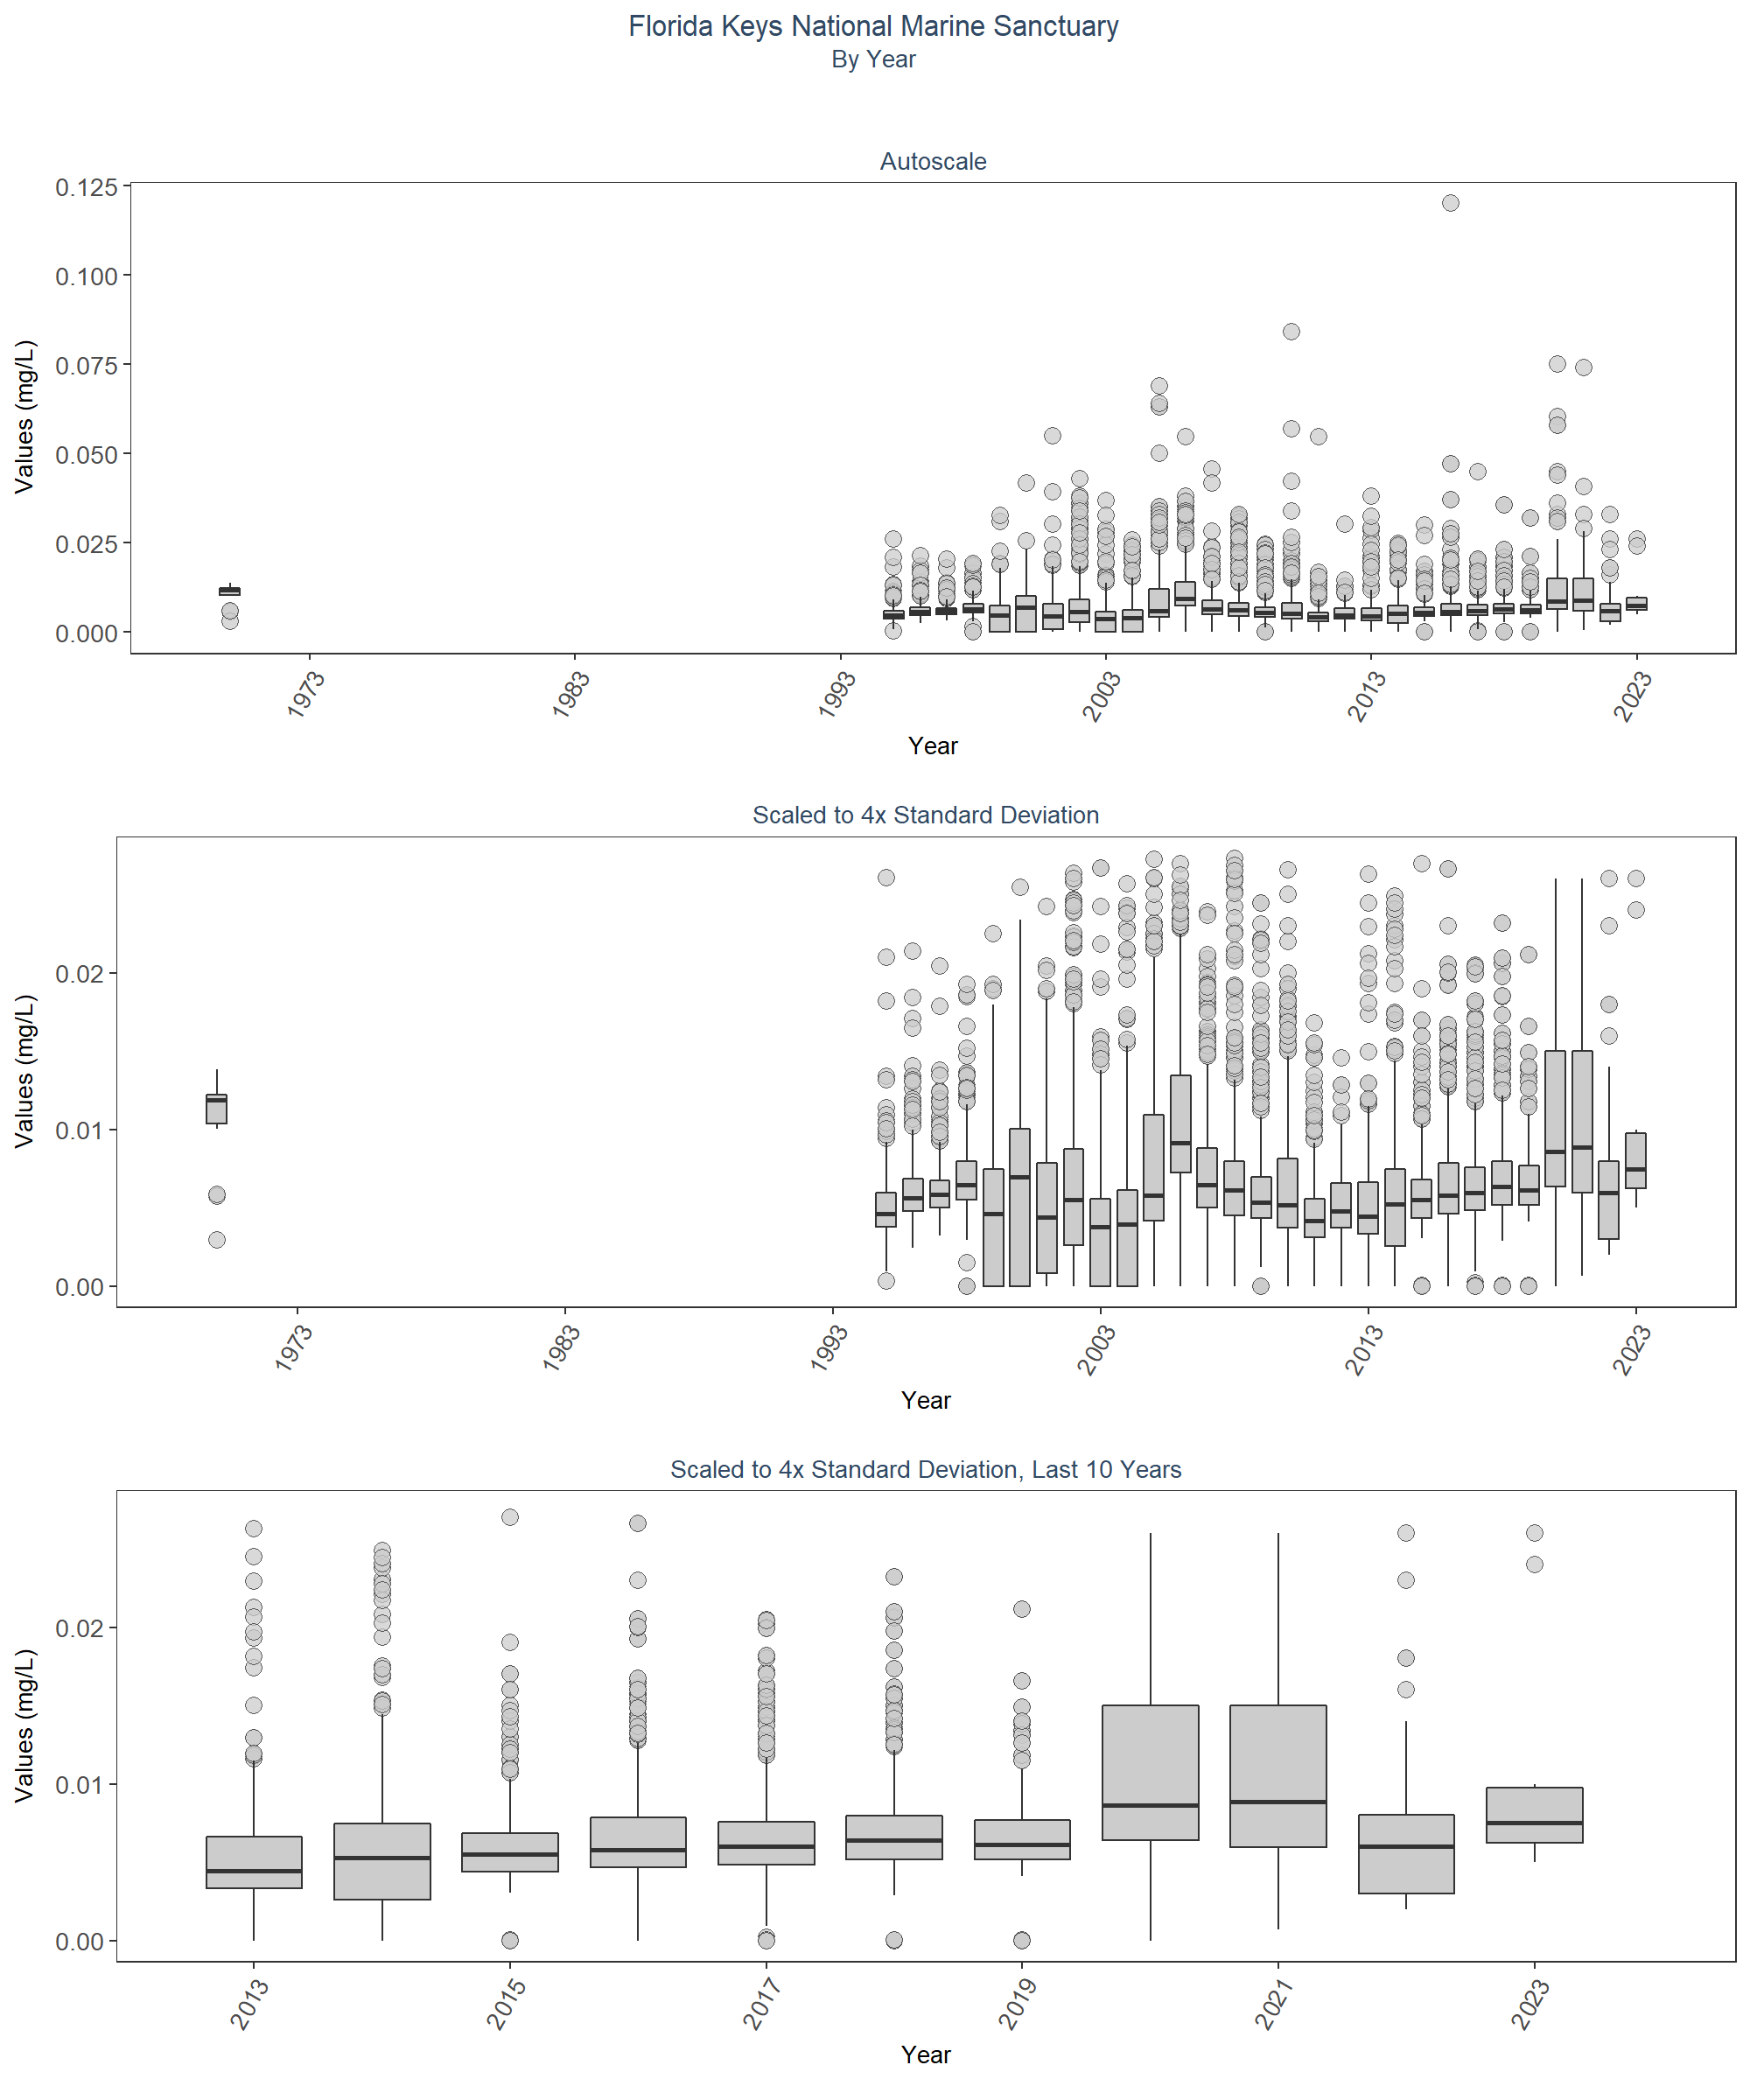 Florida Keys National Marine Sanctuary
By Year
Autoscale
0.125
0.100
0.075
0.050
0.025
0.000
Values (mg/L)
1973
1983
1993
2003
2013
2023
Year
Scaled to 4x Standard Deviation
0.02
0.01
0.00
Values (mg/L)
1973
1983
1993
2003
2013
2023
Year
Scaled to 4x Standard Deviation, Last 10 Years
0.02
0.01
0.00
Values (mg/L)
2013
2015
2017
2019
2021
2023
Year